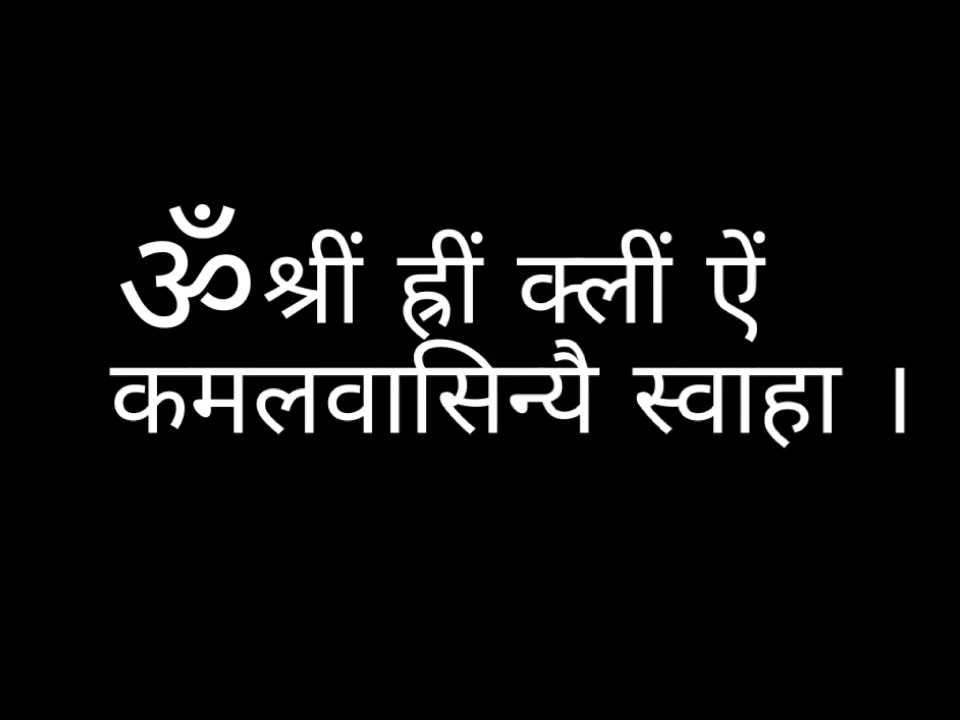 ॐ श्रीं ह्रीं क्लीं ऐं
कमलवासिन्यै स्वाहा ।